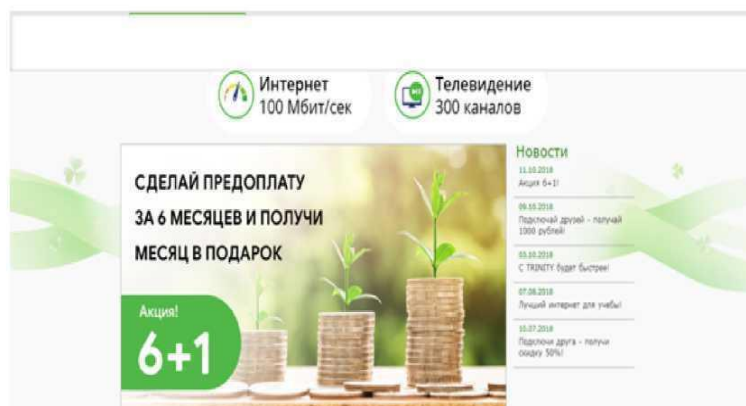 Интернет
100 Мбит/сек
Телевидение
300 каналов
СДЕЛАЙ ПРЕДОПЛАТУ
ЗА 6 МЕСЯЦЕВ И ПОЛУЧИ
МЕСЯЦ В ПОДАРОК
Акция!
6+1
Новости
11.10.2018
Акция 6+1!
09.10.2018
Подключай друзей - получай
1000 рублей!
03.10.2018
С TRINITY будет быстрее!
07.08.2018
Лучший интернет для учебы!
10.07.2018
Подключи друга - получи
скидку 50%!